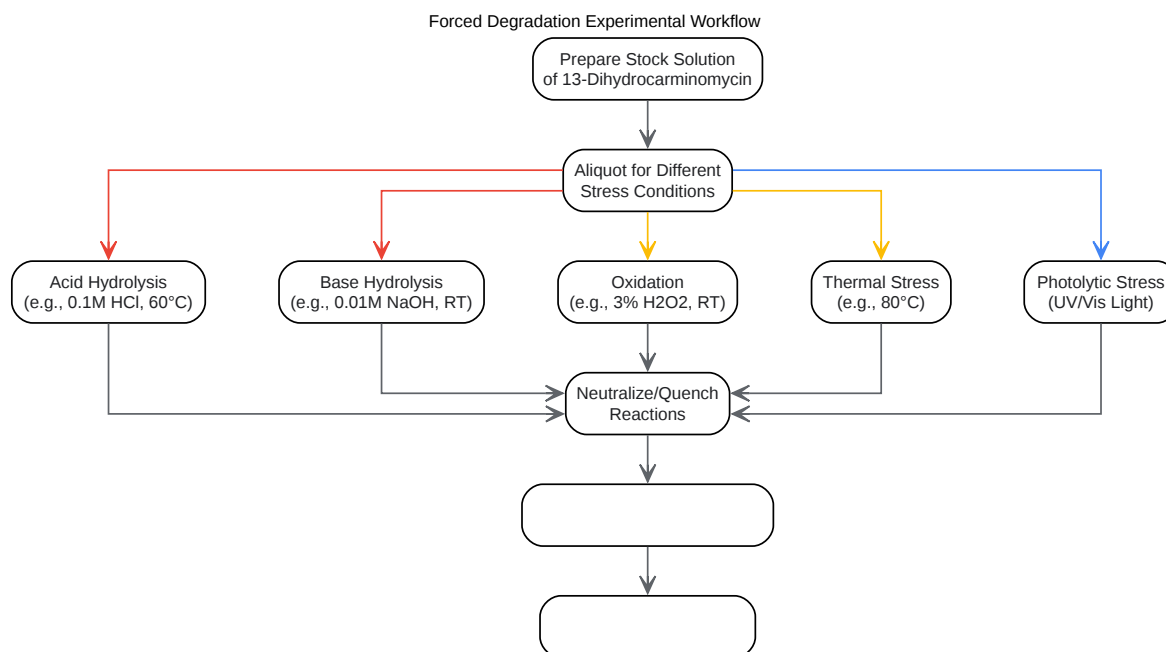 Forced Degradation Experimental Workflow
Prepare Stock Solution
of 13-Dihydrocarminomycin
Aliquot for Different
Stress Conditions
Acid Hydrolysis
(e.g., 0.1M HCl, 60°C)
Base Hydrolysis
(e.g., 0.01M NaOH, RT)
Oxidation
(e.g., 3% H2O2, RT)
Thermal Stress
(e.g., 80°C)
Photolytic Stress
(UV/Vis Light)
Neutralize/Quench
Reactions